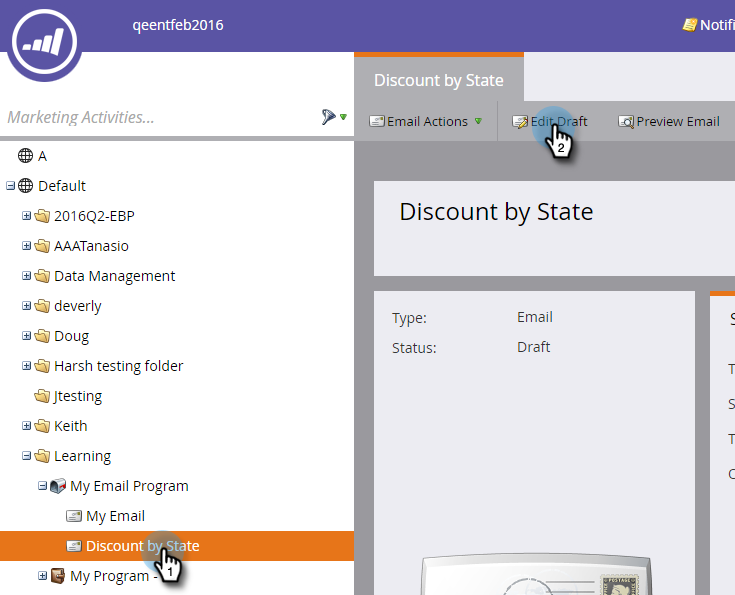 qeentfeb2016
Notifi
Marketing Activities...
A
Default
2016Q2-EBP
AAATanasio
Data Management
deverly
Doug
Harsh testing folder
Jtesting
Keith
Learning
My Email Program
My Email
Discount by State
1
My Program -
Discount by State
Email Actions
Edit Draft
2
Preview Email
Discount by State
Type: Email
Status: Draft
POSTAGE
S
T
S
T
C